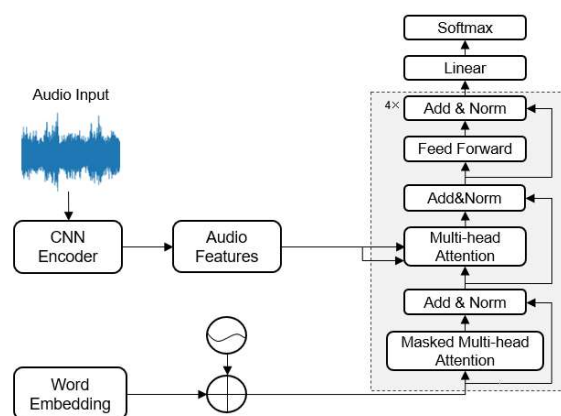 Softmax
Linear
4×
Add & Norm
Feed Forward
Add&Norm
Multi-head
Attention
Add & Norm
Masked Multi-head
Attention
Audio Input
CNN
Encoder
Audio
Features
Word
Embedding